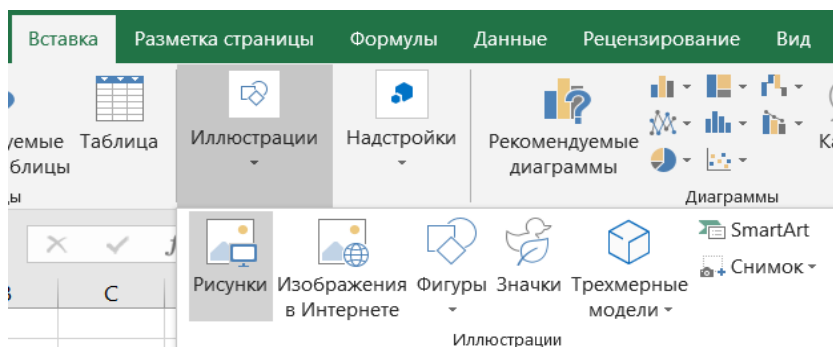 Вставка Разметка страницы Формулы Данные Рецензирование Вид
Таблица Иллюстрации Надстройки Рекомендуемые диаграммы
Диаграммы
C
Рисунки Изображения в Интернете Фигуры Значки Трехмерные модели SmartArt
Снимок
Иллюстрации